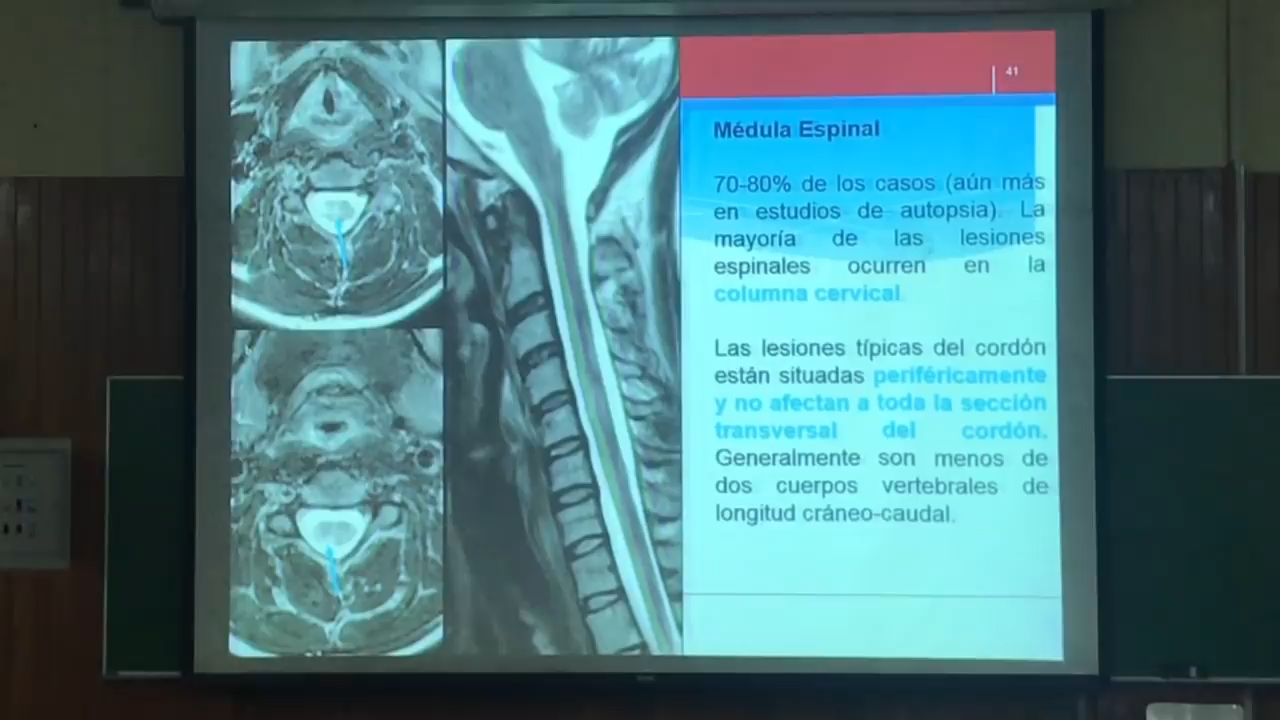 41
Médula Espinal
70-80% de los casos (aún más
en estudios de autopsia). La
mayoría de las lesiones
espinales ocurren en la
columna cervical.
Las lesiones típicas del cordón
están situadas periféricamente
y no afectan a toda la sección
transversal del cordón.
Generalmente son menos de
dos cuerpos vertebrales de
longitud cráneo-caudal.